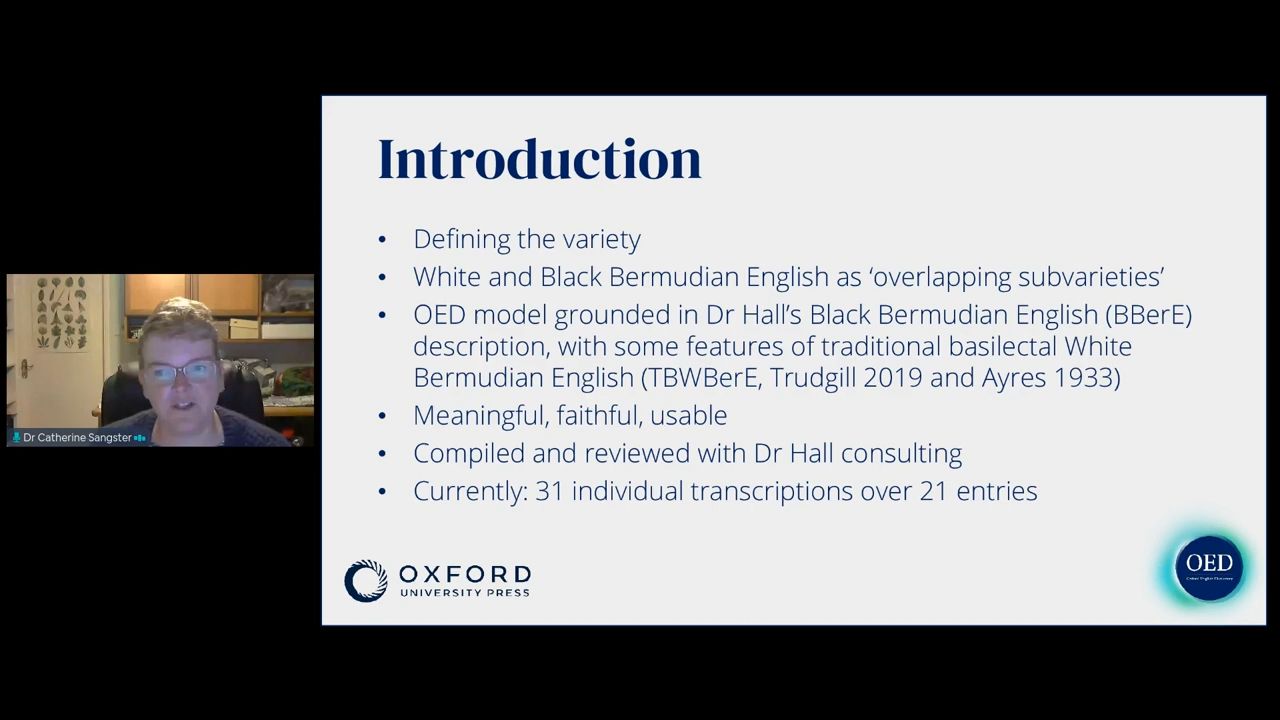 Introduction
• Defining the variety
• White and Black Bermudian English as ‘overlapping subvarieties’
• OED model grounded in Dr Hall’s Black Bermudian English (BBerE)
description, with some features of traditional basilectal White
Bermudian English (TBWBerE, Trudgill 2019 and Ayres 1933)
• Meaningful, faithful, usable
• Compiled and reviewed with Dr Hall consulting
• Currently: 31 individual transcriptions over 21 entries
Dr Catherine Sangster
OXFORD
UNIVERSITY PRESS
OED
Oxford English Dictionary